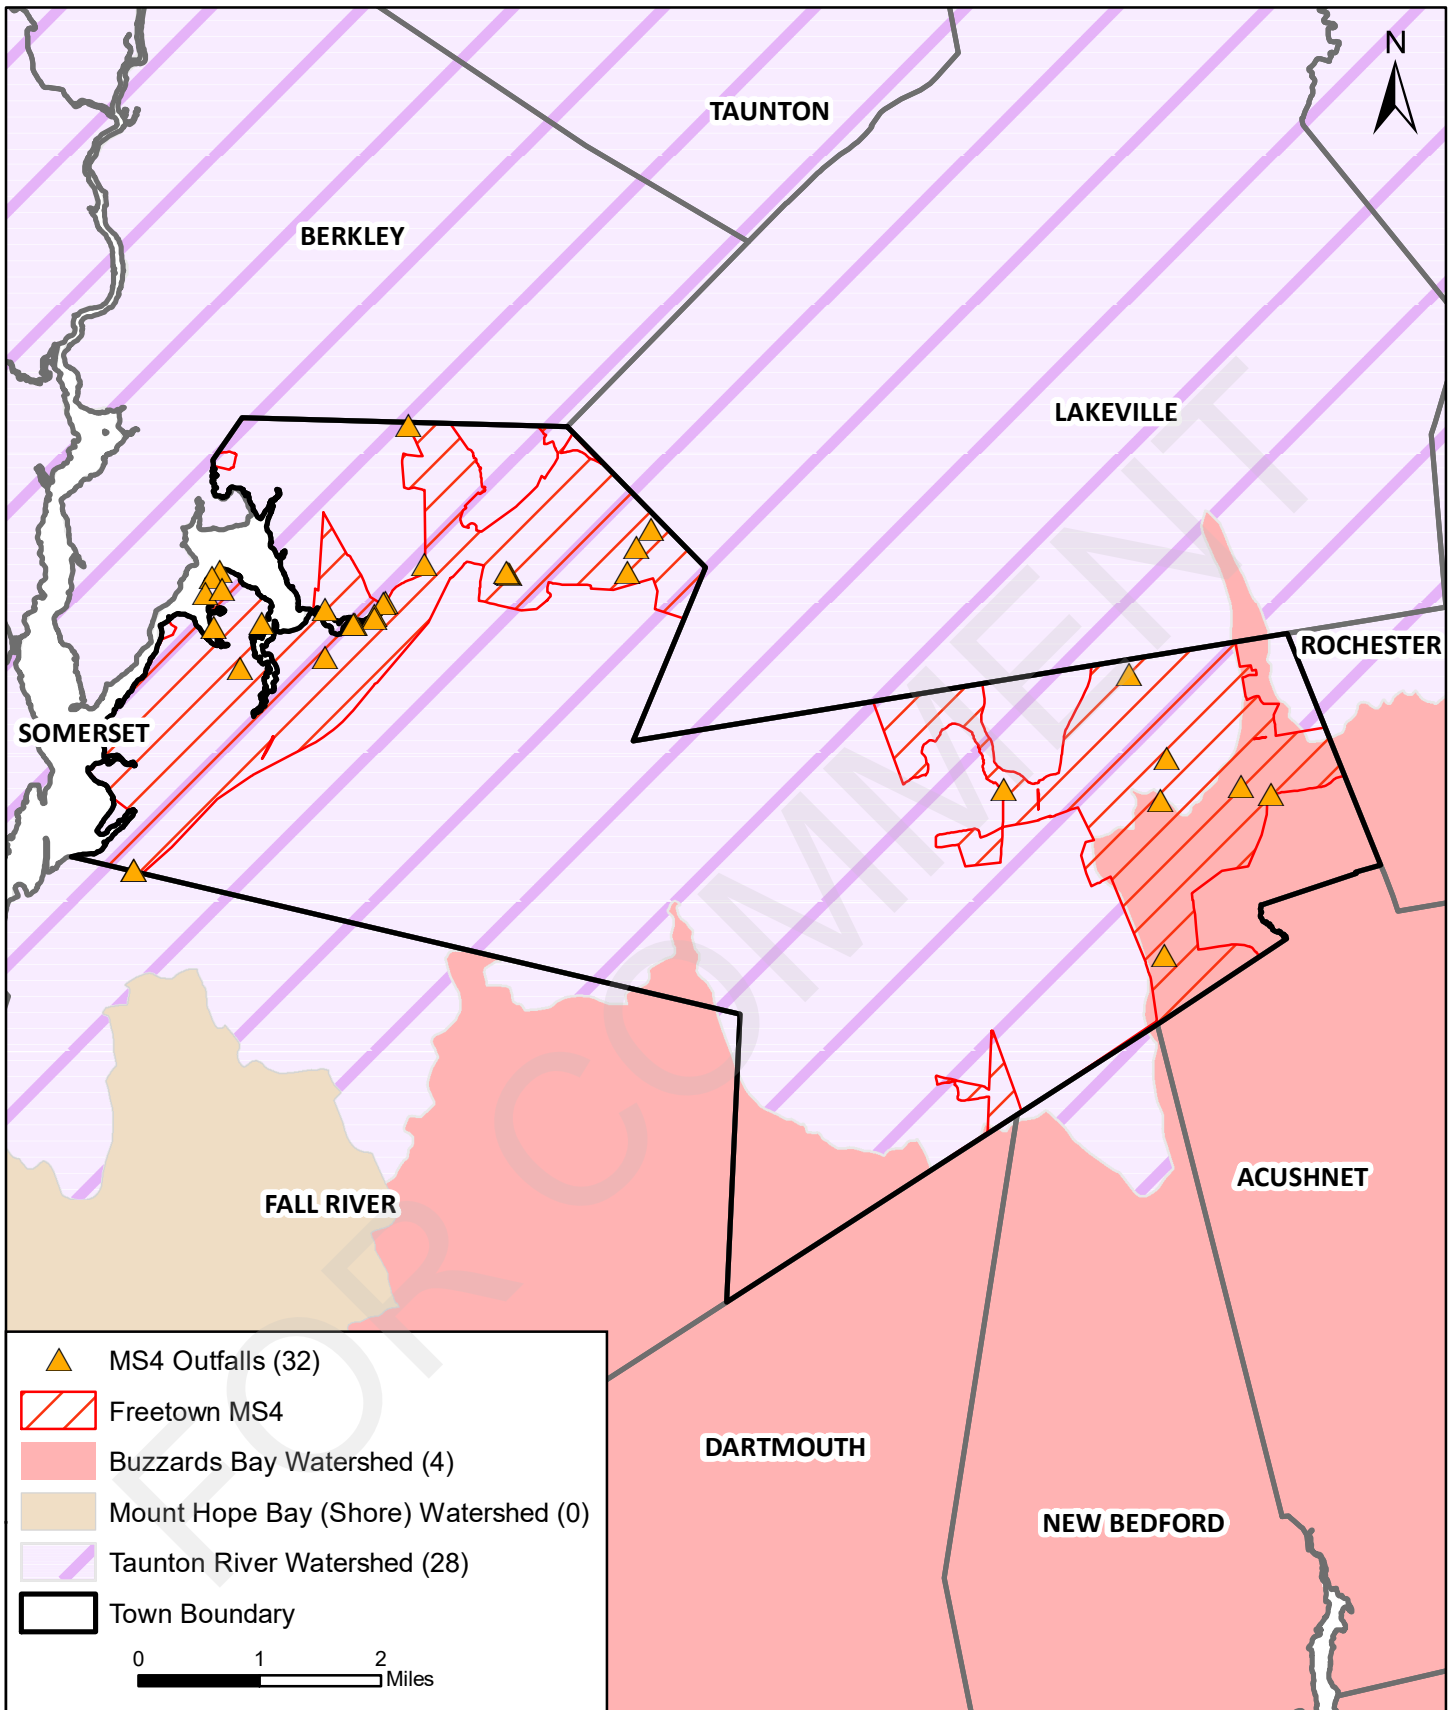 N
TAUNTON
BERKLEY
LAKEVILLE
ROCHESTER
SOMERSET
ACUSHNET
FALL RIVER
DARTMOUTH
NEW BEDFORD
FOR COMMENT
MS4 Outfalls (32)
Freetown MS4
Buzzards Bay Watershed (4)
Mount Hope Bay (Shore) Watershed (0)
Taunton River Watershed (28)
Town Boundary
0 1 2
Miles